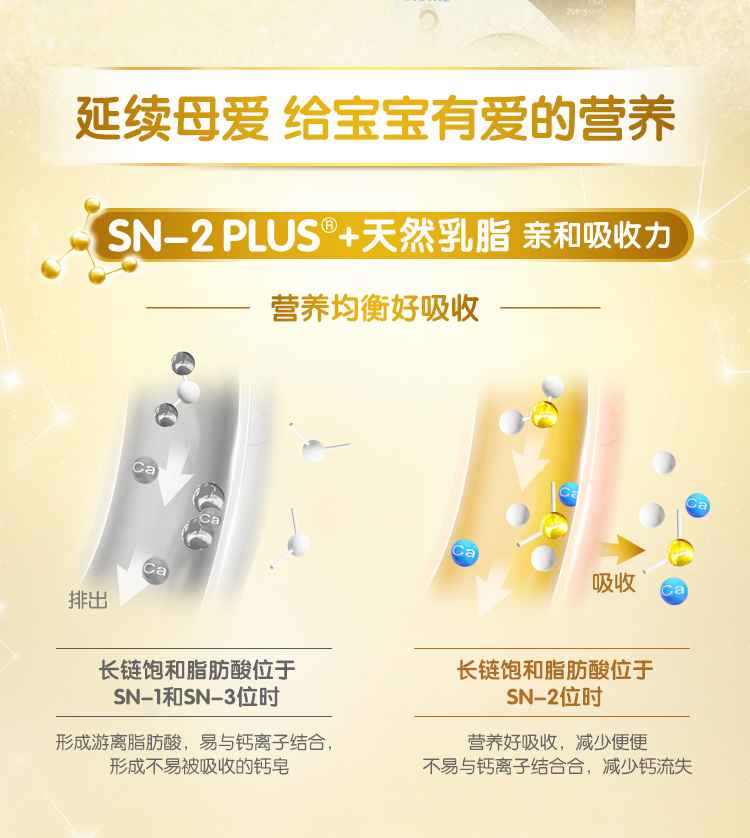 延续母爱 给宝宝有爱的营养
SN-2 PLUS®+天然乳脂 亲和吸收力
营养均衡好吸收
Ca
Ca
Ca
排出
Ca
Ca
Ca
Ca
吸收
长链饱和脂肪酸位于
SN-1和SN-3位时
形成游离脂肪酸，易与钙离子结合，
形成不易被吸收的钙皂
长链饱和脂肪酸位于
SN-2位时
营养好吸收，减少便便
不易与钙离子结合合，减少钙流失